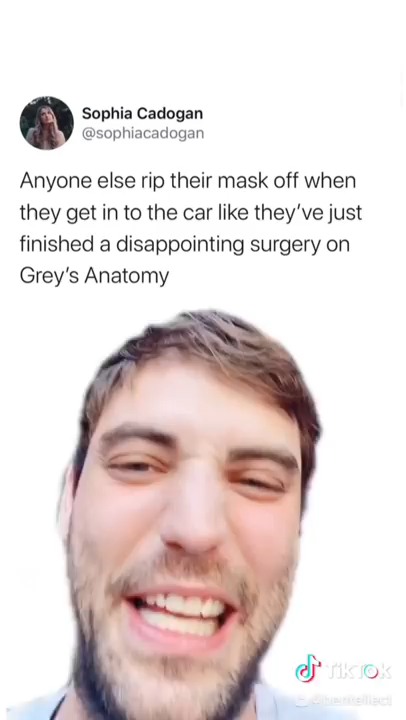 Sophia Cadogan
@sophiacadogan
Anyone else rip their mask off when
they get in to the car like they’ve just
finished a disappointing surgery on
Grey’s Anatomy
TikTok